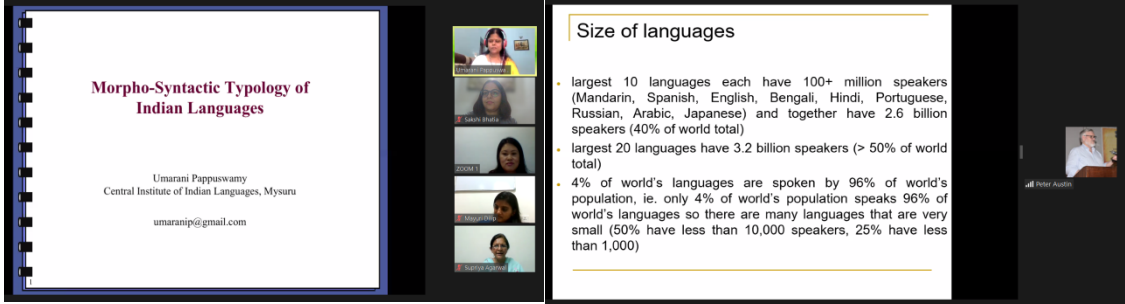 Morpho-Syntactic Typology of
Indian Languages
Umarani Pappuswamy
Central Institute of Indian Languages, Mysuru
umaranip@gmail.com
1
Umarani Pappuswa
Sakshi Bhatia
ZOOM 1
Mayuri Dilip
Supriya Agarwal
Size of languages
largest 10 languages each have 100+ million speakers
(Mandarin, Spanish, English, Bengali, Hindi, Portuguese,
Russian, Arabic, Japanese) and together have 2.6 billion
speakers (40% of world total)
largest 20 languages have 3.2 billion speakers (> 50% of world
total)
4% of world's languages are spoken by 96% of world's
population, ie. only 4% of world's population speaks 96% of
world's languages so there are many languages that are very
small (50% have less than 10,000 speakers, 25% have less
than 1,000)
Peter Austin